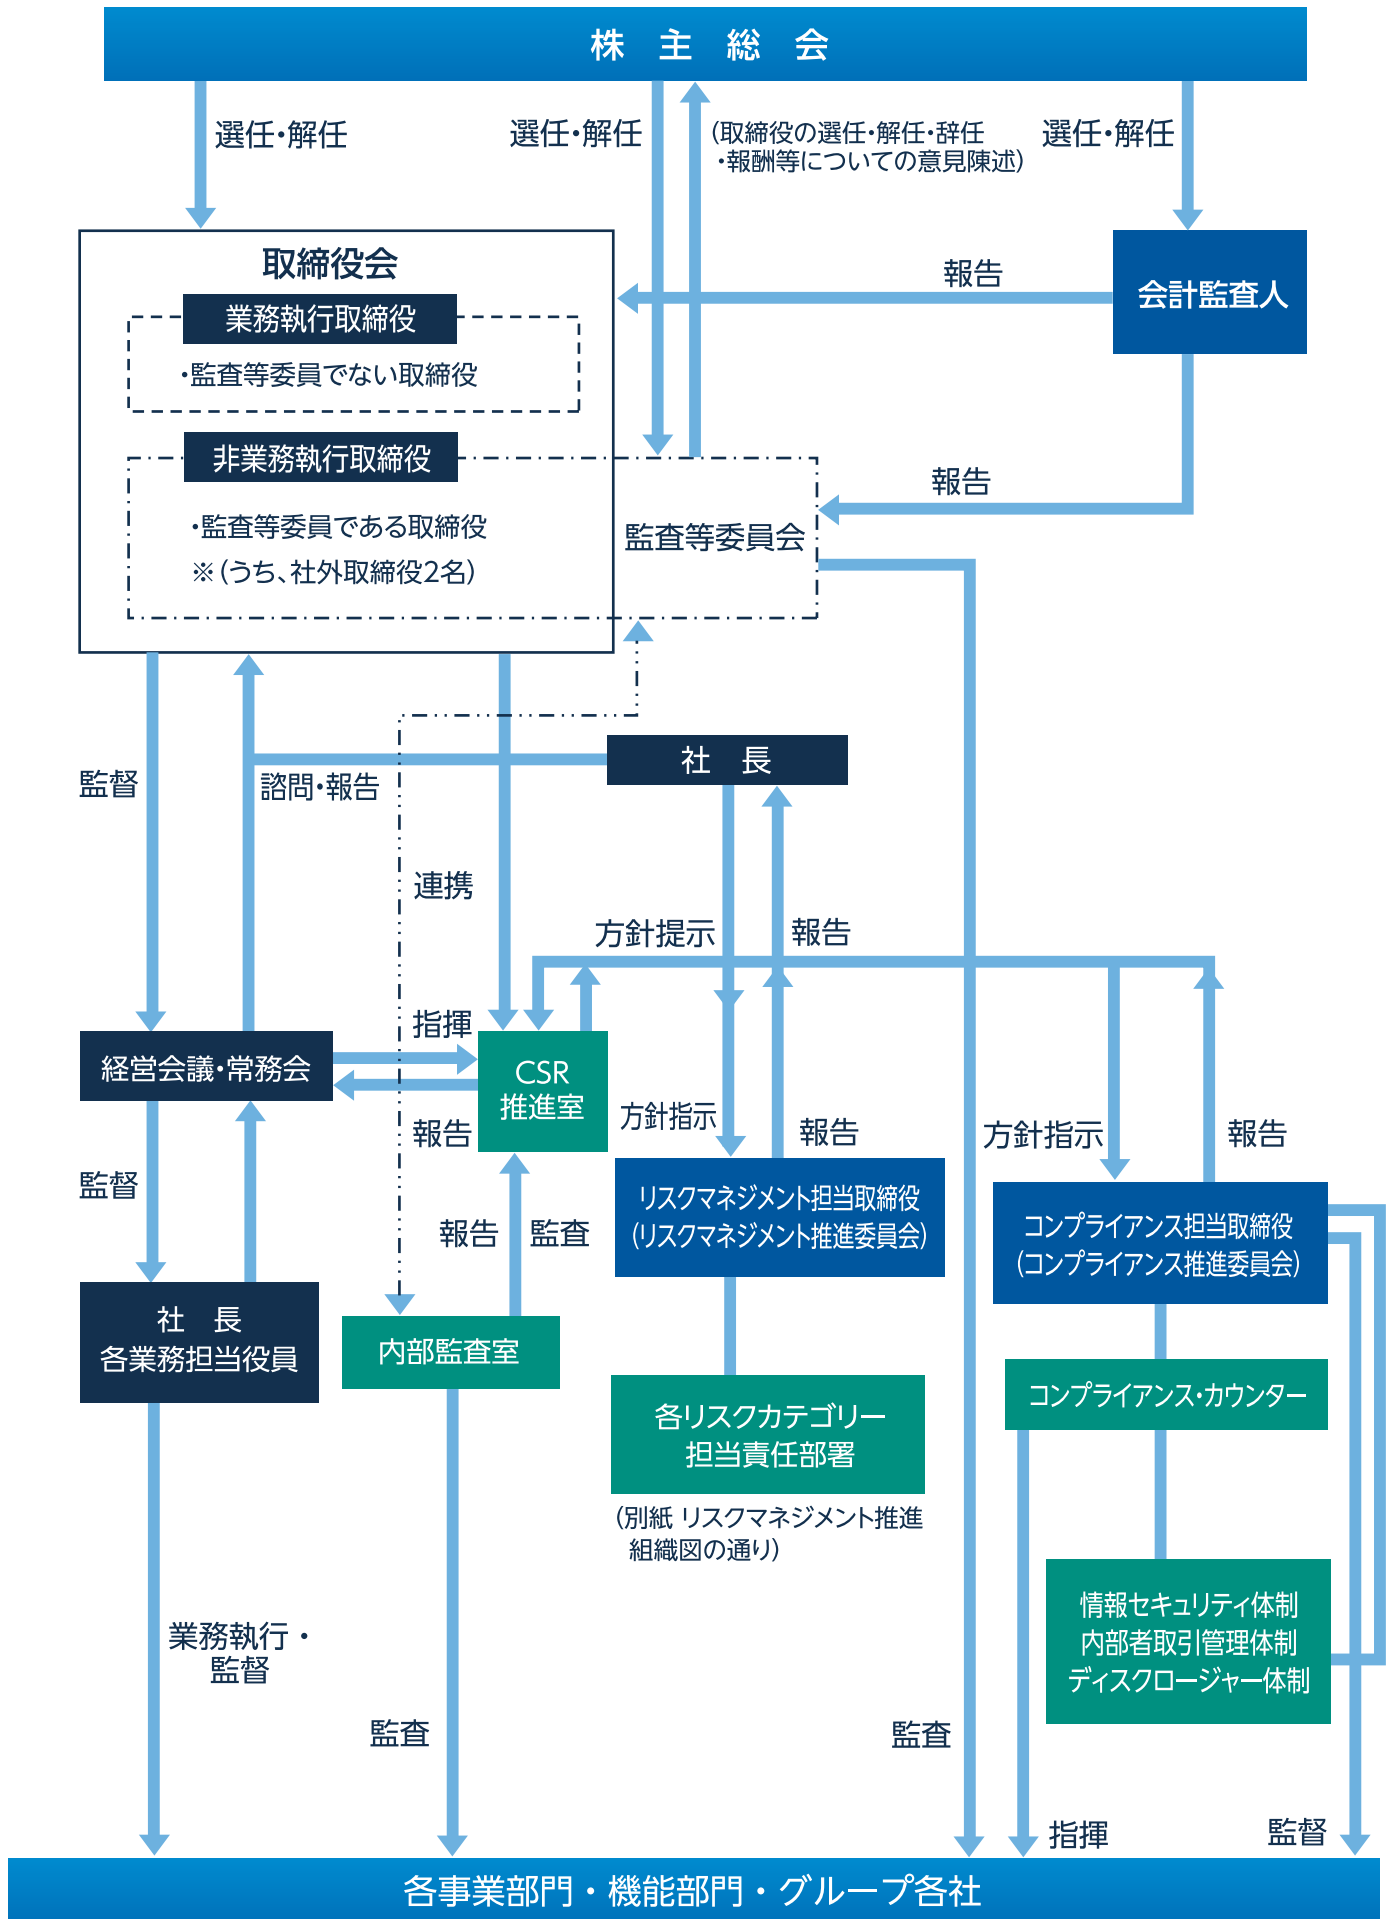 株　主　総　会
選任・解任
選任・解任
(取締役の選任・解任・辞任
・報酬等についての意見陳述)
選任・解任
取締役会
業務執行取締役
・監査等委員でない取締役
報告
会計監査人
非業務執行取締役
・監査等委員である取締役
※(うち、社外取締役2名)
監査等委員会
報告
社　長
監督
諮問・報告
連携
方針提示
報告
指揮
経営会議・常務会
CSR
推進室
報告
方針指示
報告
方針指示
報告
監督
報告
監査
リスクマネジメント担当取締役
(リスクマネジメント推進委員会)
コンプライアンス担当取締役
(コンプライアンス推進委員会)
社　長
各業務担当役員
内部監査室
各リスクカテゴリー
担当責任部署
(別紙 リスクマネジメント推進
組織図の通り)
コンプライアンス・カウンター
情報セキュリティ体制
内部者取引管理体制
ディスクロージャー体制
業務執行・
監督
監査
監査
指揮
監督
各事業部門・機能部門・グループ各社